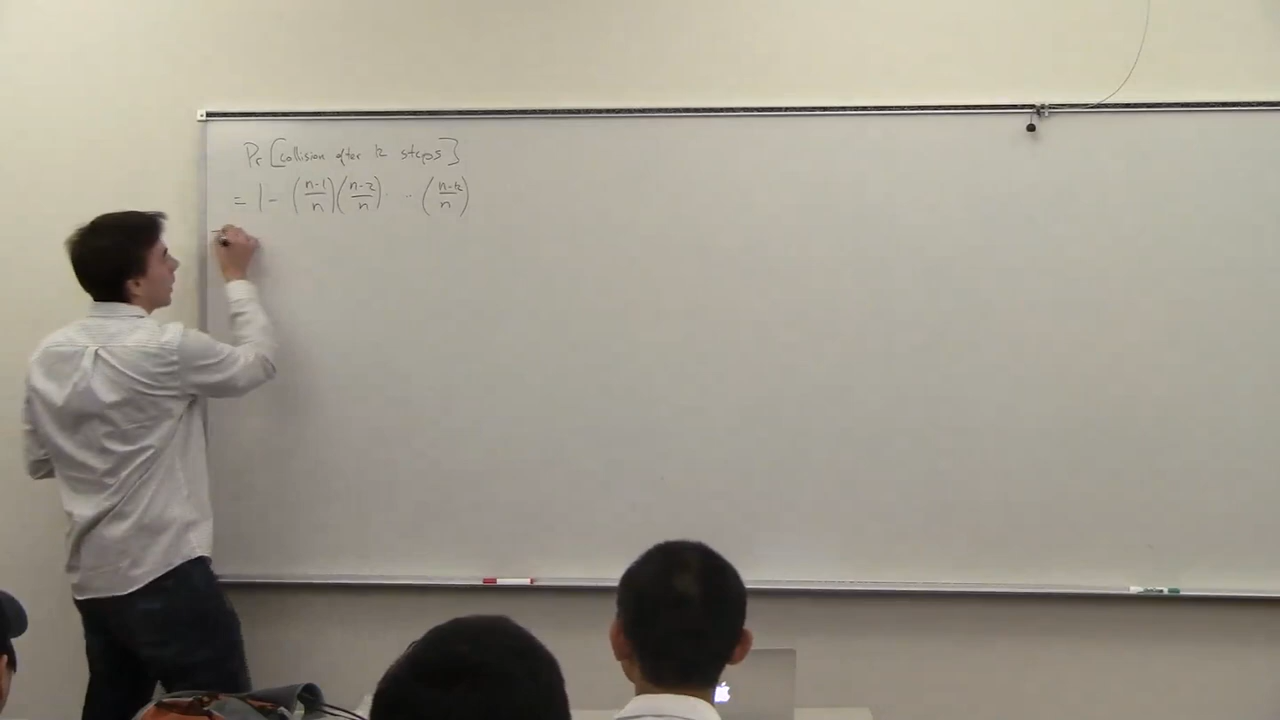 Pr [collision after k steps]
= 1 - (n-1/n)(n-2/n) ... (n-k/n)